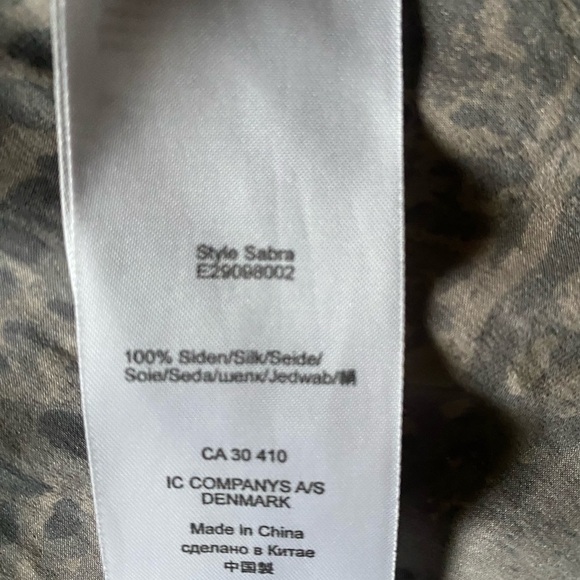 Style Sabra
E29098002
100% Siden/Silk/Seide/
Soie/Seda/шелк/Jedwab/絹
CA 30 410
IC COMPANYS A/S
DENMARK
Made in China
сделано в Китае
中国製